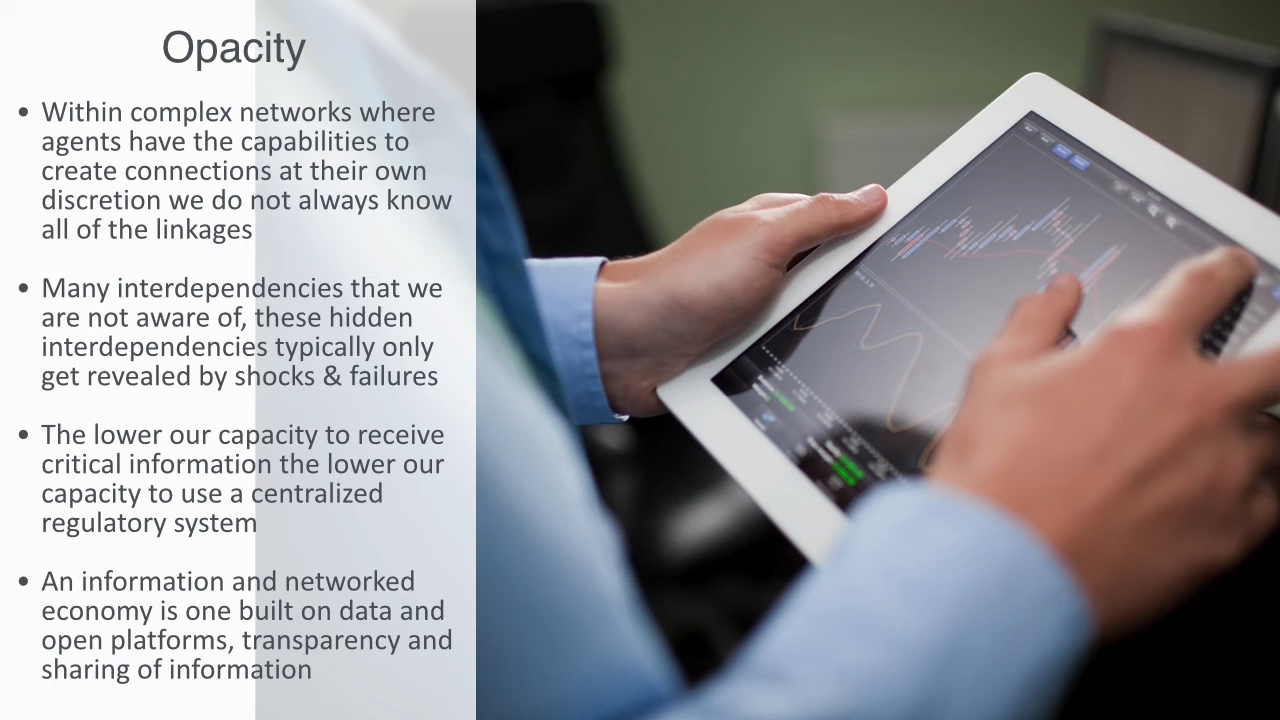 Opacity
• Within complex networks where
agents have the capabilities to
create connections at their own
discretion we do not always know
all of the linkages
• Many interdependencies that we
are not aware of, these hidden
interdependencies typically only
get revealed by shocks & failures
• The lower our capacity to receive
critical information the lower our
capacity to use a centralized
regulatory system
• An information and networked
economy is one built on data and
open platforms, transparency and
sharing of information